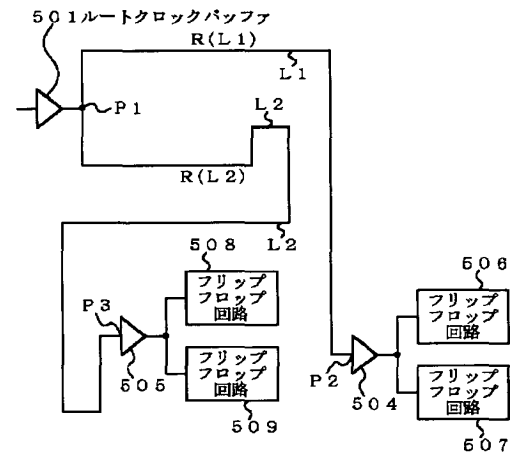 501ルートクロックバッファ
R(L1)
L1
P1
L2
R(L2)
L2
508
フリップ
フロップ
回路
P3
505
フリップ
フロップ
回路
509
506
フリップ
フロップ
回路
P2
504
フリップ
フロップ
回路
507